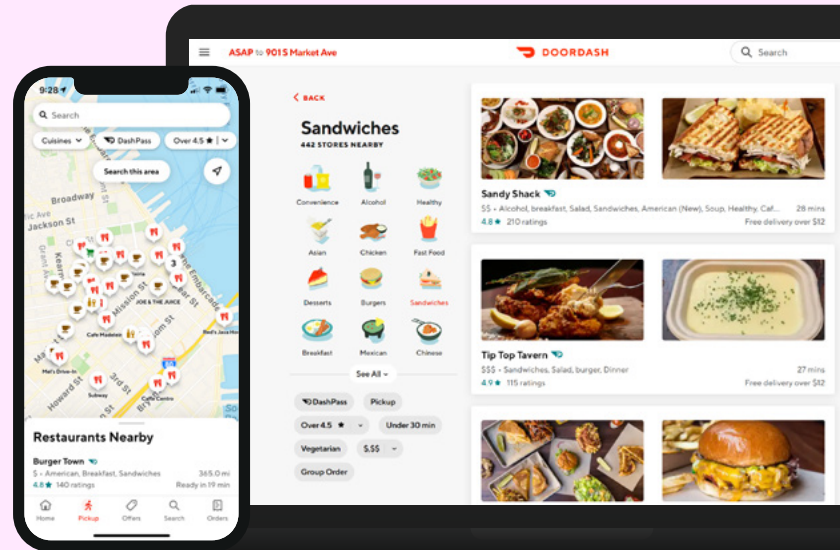 9:28
Search
Cuisines
DashPass
Over 4.5 ★
Search this area
Broadway
Jackson St
Mission St
JOE & THE JUICE
Mel's Drive-In
Howard St
3rd St
Subway
Caffe Centro
80
3
Restaurants Nearby
Burger Town
$ • American, Breakfast, Sandwiches 365.0 mi
4.8 ★ 140 ratings Ready in 19 min
Home Pickup Offers Search Orders
ASAP to 901 S Market Ave
DOORDASH
Search
BACK
Sandwiches
442 STORES NEARBY
Convenience Alcohol Healthy
Asian Chicken Fast Food
Desserts Burgers Sandwiches
Breakfast Mexican Chinese
See All
DashPass Pickup
Over 4.5 ★ Under 30 min
Vegetarian $,$$
Group Order
Sandy Shack
$$ • Alcohol, breakfast, Salad, Sandwiches, American (New), Soup, Healthy, Caf... 28 mins
4.8 ★ 210 ratings Free delivery over $12
Tip Top Tavern
$$$ • Sandwiches, Salad, burger, Dinner 27 mins
4.9 ★ 115 ratings Free delivery over $12